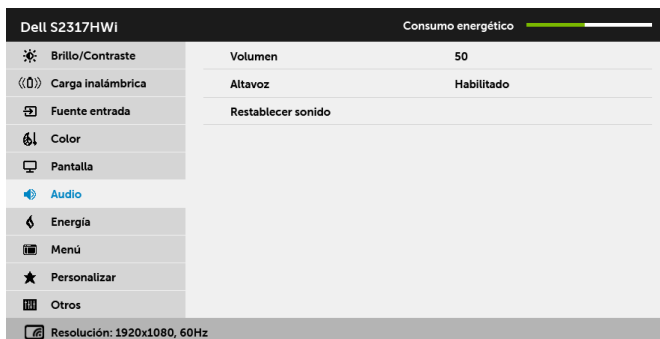 Dell S2317HWi
Consumo energético
Brillo/Contraste
Volumen 50
Carga inalámbrica
Altavoz Habilitado
Fuente entrada
Restablecer sonido
Color
Pantalla
Audio
Energía
Menú
Personalizar
Otros
Resolución: 1920x1080, 60Hz